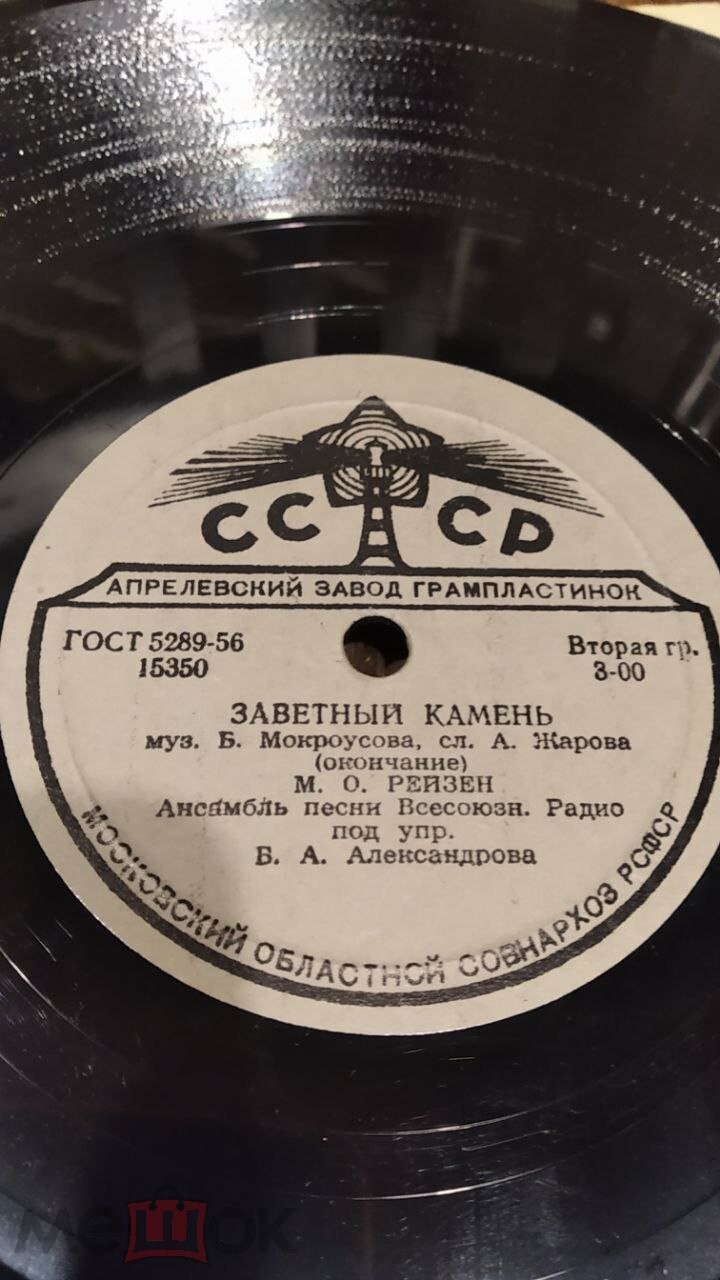 СССР
АПРЕЛЕВСКИЙ ЗАВОД ГРАМПЛАСТИНОК
ГОСТ 5289-56
15350
Вторая гр.
3-00
ЗАВЕТНЫЙ КАМЕНЬ
муз. Б. Мокроусова, сл. А. Жарова
(окончание)
М. О. РЕЙЗЕН
Ансамбль песни Всесоюзн. Радио
под упр.
Б. А. Александрова
МОСКОВСКИЙ ОБЛАСТНОЙ СОВНАРХОЗ РСФСР
мешок